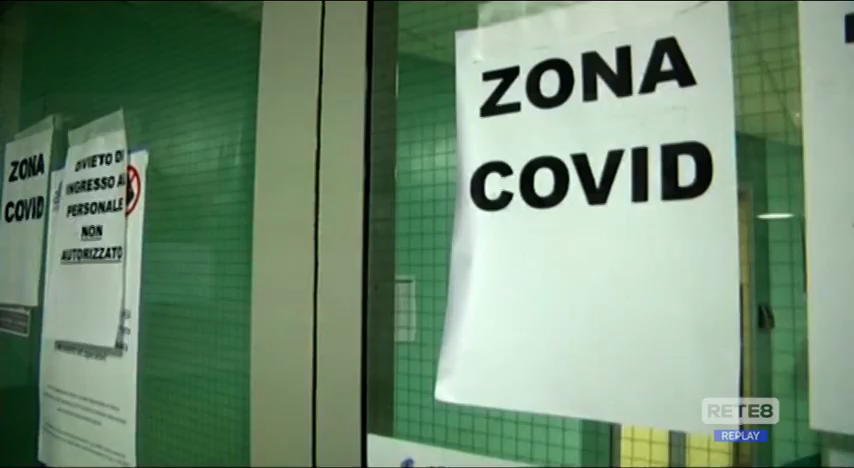 ZONA
COVID
DIVIETO DI
INGRESSO AL
PERSONALE
NON
AUTORIZZATO
ZONA
COVID
RETE8
REPLAY